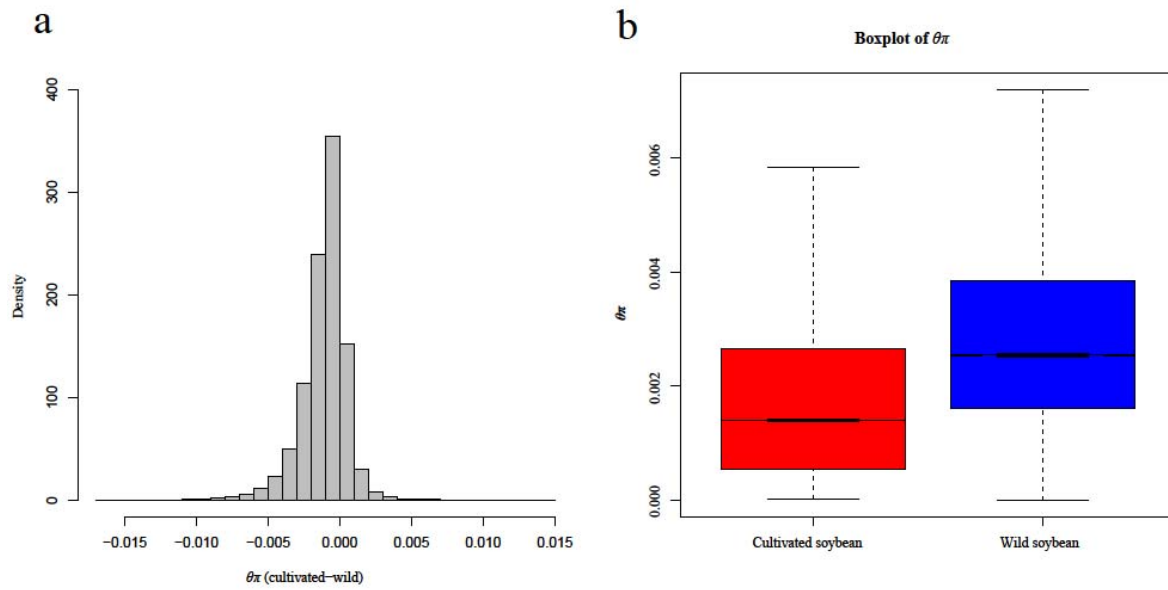 a
400
300
200
100
0
Density
−0.015 −0.010 −0.005 0.000 0.005 0.010 0.015
θπ (cultivated−wild)
b
Boxplot of θπ
0.006
0.004
0.002
0.000
θπ
Cultivated soybean Wild soybean